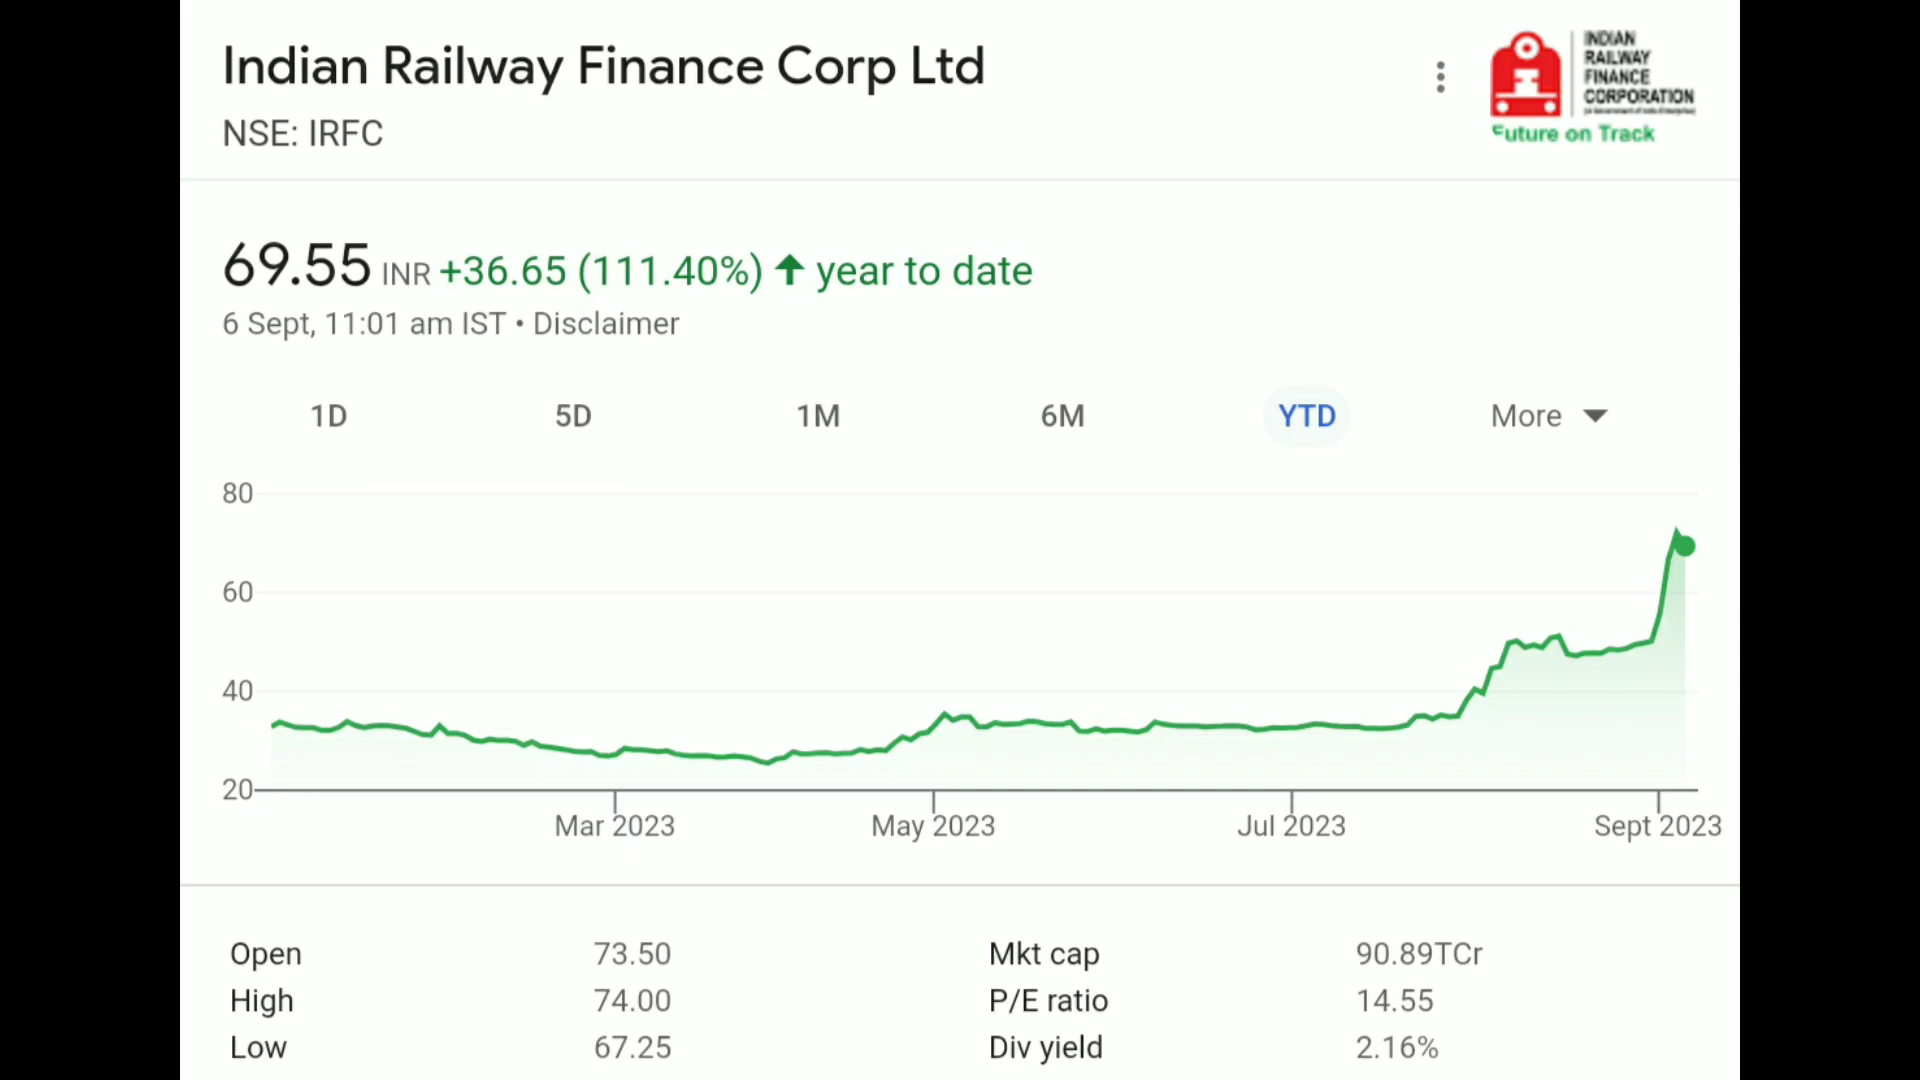 Indian Railway Finance Corp Ltd
NSE: IRFC
INDIAN
RAILWAY
FINANCE
CORPORATION
Future on Track
69.55 INR +36.65 (111.40%) ↑ year to date
6 Sept, 11:01 am IST • Disclaimer
1D 5D 1M 6M YTD More
80
60
40
20
Mar 2023 May 2023 Jul 2023 Sept 2023
Open 73.50 Mkt cap 90.89TCr
High 74.00 P/E ratio 14.55
Low 67.25 Div yield 2.16%